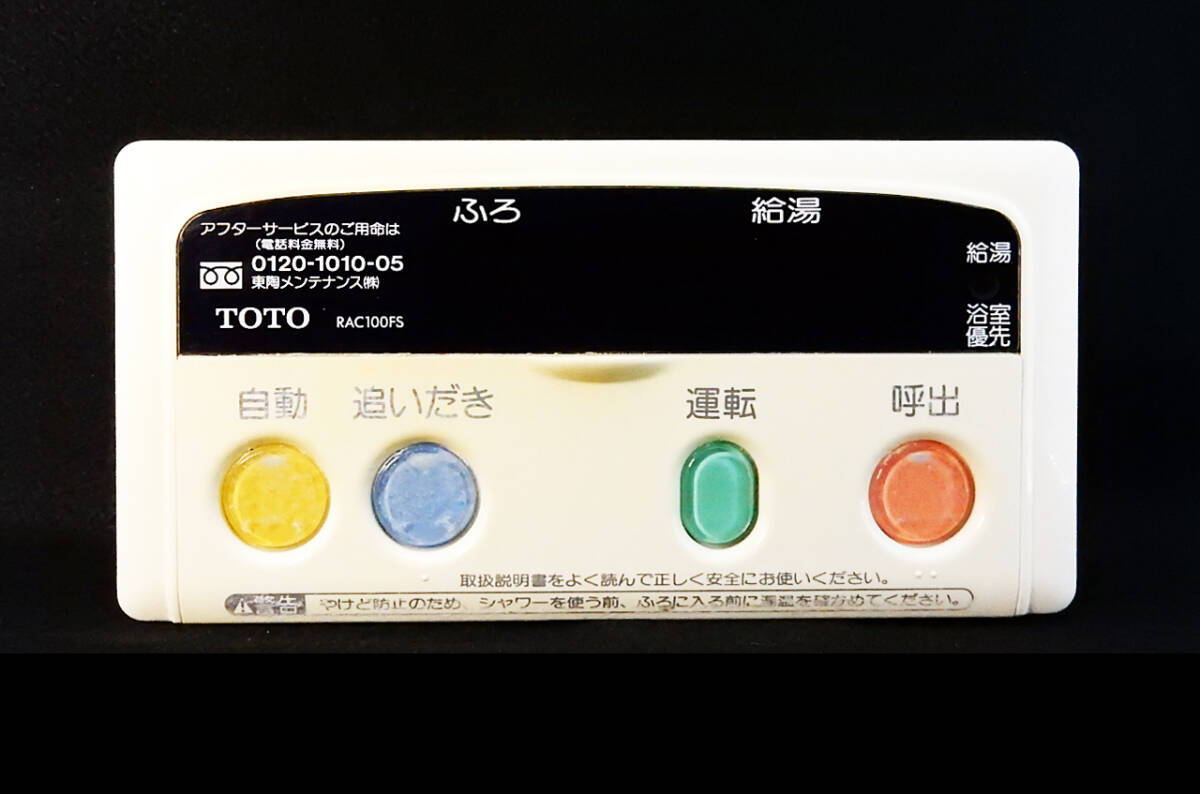 ふろ
給湯
アフターサービスのご用命は
(電話料金無料)
0120-1010-05
東陶メンテナンス㈱
TOTO RAC100FS
給湯
浴室
優先
自動 追いだき 運転 呼出
取扱説明書をよく読んで正しく安全にお使いください。
⚠警告 やけど防止のため、シャワーを使う前、ふろに入る前に湯温を確かめてください。